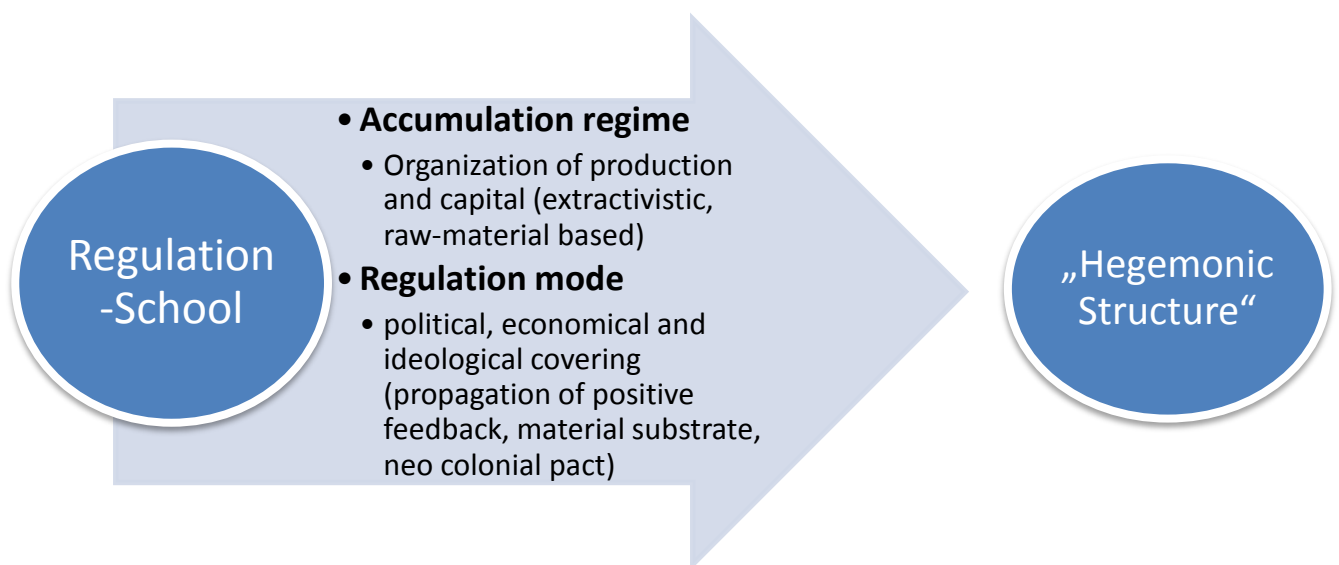 Regulation
-School
• Accumulation regime
• Organization of production
and capital (extractivistic,
raw-material based)
• Regulation mode
• political, economical and
ideological covering
(propagation of positive
feedback, material substrate,
neo colonial pact)
„Hegemonic
Structure“